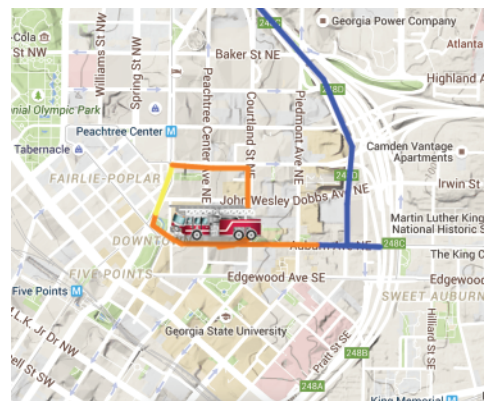 248
Georgia Power Company
-Cola
St NW
Williams St NW
Spring St NW
Baker St NE
Atlanta
Highland A
248D
nial Olympic Park
Peachtree Center M
Peachtree Center Ave NE
Courtland St NE
Piedmont Ave NE
Tabernacle
Camden Vantage
Apartments
FAIRLIE-POPLAR
Irwin St
John Wesley Dobbs Ave NE
Martin Luther King
National Historic S
DOWNTO
Auburn Ave NE
248C
The King C
FIVE POINTS
Edgewood Ave SE
Edgewood
Five Points M
SWEET AUBURN
M.L.K. Jr Dr NW
Georgia State University
Hilliard St SE
Pratt St SE
248B
ell St SW
248A
King Memorial M